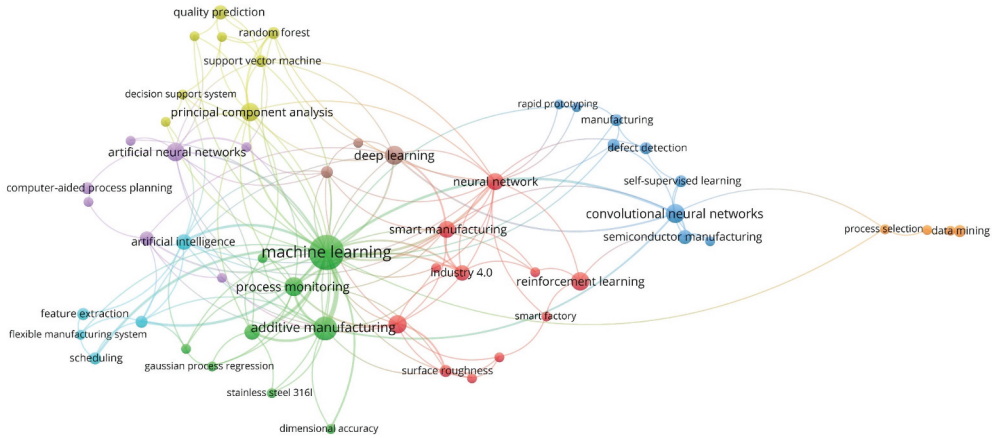 quality prediction
random forest
support vector machine
decision support system
principal component analysis
rapid prototyping
manufacturing
artificial neural networks
deep learning
defect detection
neural network
self-supervised learning
computer-aided process planning
convolutional neural networks
smart manufacturing
process selection
data mining
artificial intelligence
semiconductor manufacturing
machine learning
industry 4.0
reinforcement learning
process monitoring
feature extraction
smart factory
additive manufacturing
flexible manufacturing system
scheduling
gaussian process regression
surface roughness
stainless steel 316l
dimensional accuracy